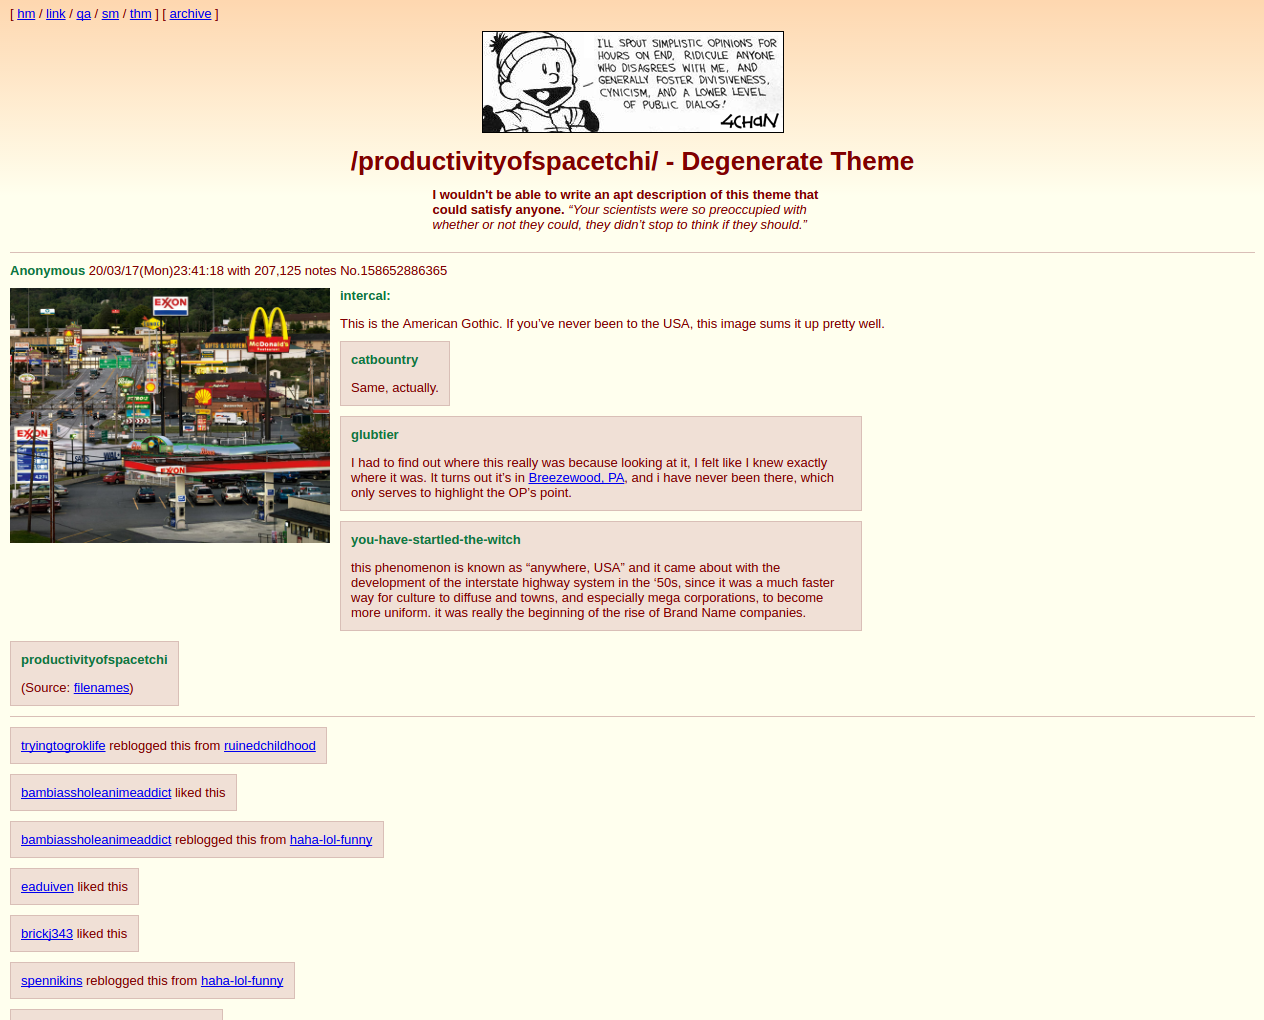 [ hm / link / qa / sm / thm ] [ archive ]
I'LL SPOUT SIMPLISTIC OPINIONS FOR
HOURS ON END, RIDICULE ANYONE
WHO DISAGREES WITH ME, AND
GENERALLY FOSTER DIVISIVENESS,
CYNICISM, AND A LOWER LEVEL
OF PUBLIC DIALOG!
4CHAN
/productivityofspacetchi/ - Degenerate Theme
I wouldn't be able to write an apt description of this theme that
could satisfy anyone. “Your scientists were so preoccupied with
whether or not they could, they didn’t stop to think if they should.”
Anonymous 20/03/17(Mon)23:41:18 with 207,125 notes No.158652886365
EXXON
McDonald's
EXXON
EXXON
intercal:
This is the American Gothic. If you’ve never been to the USA, this image sums it up pretty well.
catbountry
Same, actually.
glubtier
I had to find out where this really was because looking at it, I felt like I knew exactly
where it was. It turns out it’s in Breezewood, PA, and i have never been there, which
only serves to highlight the OP’s point.
you-have-startled-the-witch
this phenomenon is known as “anywhere, USA” and it came about with the
development of the interstate highway system in the ‘50s, since it was a much faster
way for culture to diffuse and towns, and especially mega corporations, to become
more uniform. it was really the beginning of the rise of Brand Name companies.
productivityofspacetchi
(Source: filenames)
tryingtogroklife reblogged this from ruinedchildhood
bambiassholeanimeaddict liked this
bambiassholeanimeaddict reblogged this from haha-lol-funny
eaduiven liked this
brickj343 liked this
spennikins reblogged this from haha-lol-funny